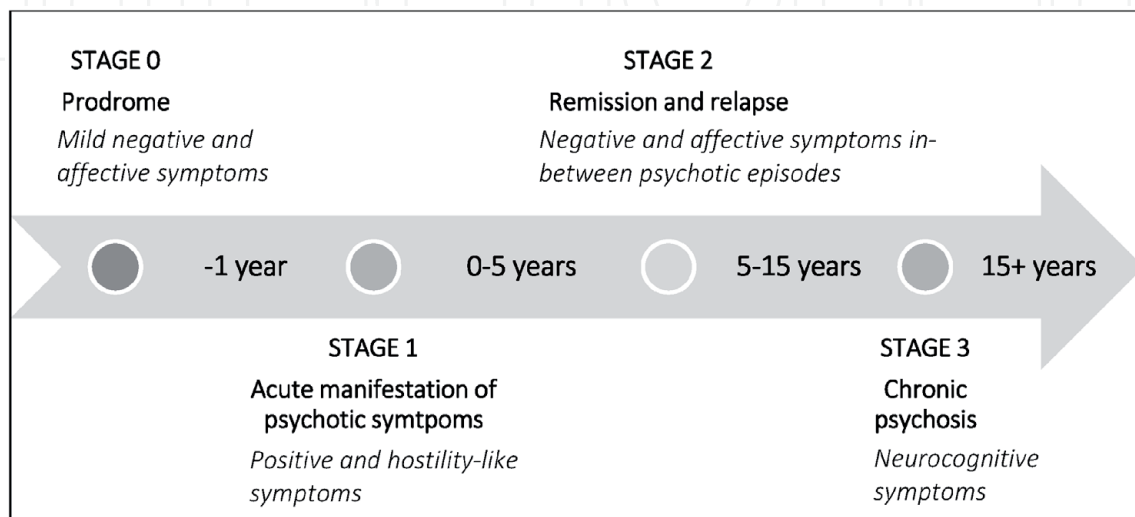 STAGE 0
Prodrome
Mild negative and
affective symptoms
STAGE 2
Remission and relapse
Negative and affective symptoms in-
between psychotic episodes
-1 year
0-5 years
5-15 years
15+ years
STAGE 1
Acute manifestation of
psychotic symtpoms
Positive and hostility-like
symptoms
STAGE 3
Chronic
psychosis
Neurocognitive
symptoms